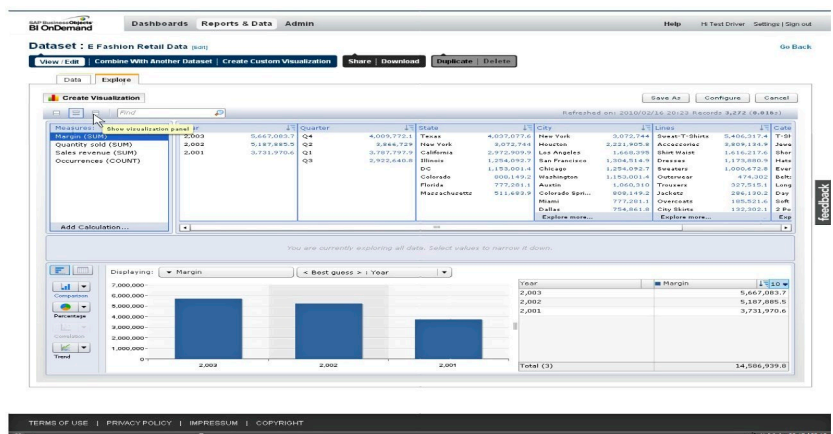 SAP BusinessObjects
BI OnDemand
Dashboards Reports & Data Admin
Help Hi Test Driver Settings | Sign out
Dataset : E Fashion Retail Data
Go Back
View / Edit | Combine With Another Dataset | Create Custom Visualization Share | Download Duplicate | Delete
Data Explore
Create Visualization
Save As Configure Cancel
Find
Refreshed on: 2010/02/16 20:23 Records 3,272
Show visualization panel
Measures:
Margin (SUM)
Quantity sold (SUM)
Sales revenue (SUM)
Occurrences (COUNT)
Add Calculation...
2,003 5,667,083.7
2,002 5,187,885.5
2,001 3,731,970.6
Quarter
Q4 4,009,772.1
Q2 3,866,729
Q1 3,787,797.9
Q3 2,922,640.8
State
Texas 4,037,077.6
New York 3,072,744
California 2,972,909.9
Illinois 1,254,092.7
DC 1,153,001.4
Colorado 808,149.2
Florida 777,281.1
Massachusetts 511,683.9
City
New York 3,072,744
Houston 2,221,905.8
Los Angeles 1,668,395
San Francisco 1,304,514.9
Chicago 1,254,092.7
Washington 1,153,001.4
Austin 1,060,310
Colorado Spri... 808,149.2
Miami 777,281.1
Dallas 754,861.8
Explore more...
Lines
Sweat-T-Shirts 5,406,317.4
Accessories 3,809,134.9
Shirt Waist 1,616,217.6
Dresses 1,173,880.9
Sweaters 1,000,672.8
Outerwear 474,302
Trousers 327,515.1
Jackets 286,130.2
Overcoats 185,521.6
City Skirts 132,302.1
Explore more...
Cate
T-Sh
Jewe
Shor
Hats
Ever
Belts
Long
Day
Soft
2 Po
Exp
You are currently exploring all data. Select values to narrow it down.
Displaying: Margin < Best guess > : Year
Comparison
Percentage
Correlation
Trend
7,000,000
6,000,000
5,000,000
4,000,000
3,000,000
2,000,000
1,000,000
0
2,003 2,002 2,001
Year Margin 10
2,003 5,667,083.7
2,002 5,187,885.5
2,001 3,731,970.6
Total (3) 14,586,939.8
feedback
TERMS OF USE | PRIVACY POLICY | IMPRESSUM | COPYRIGHT